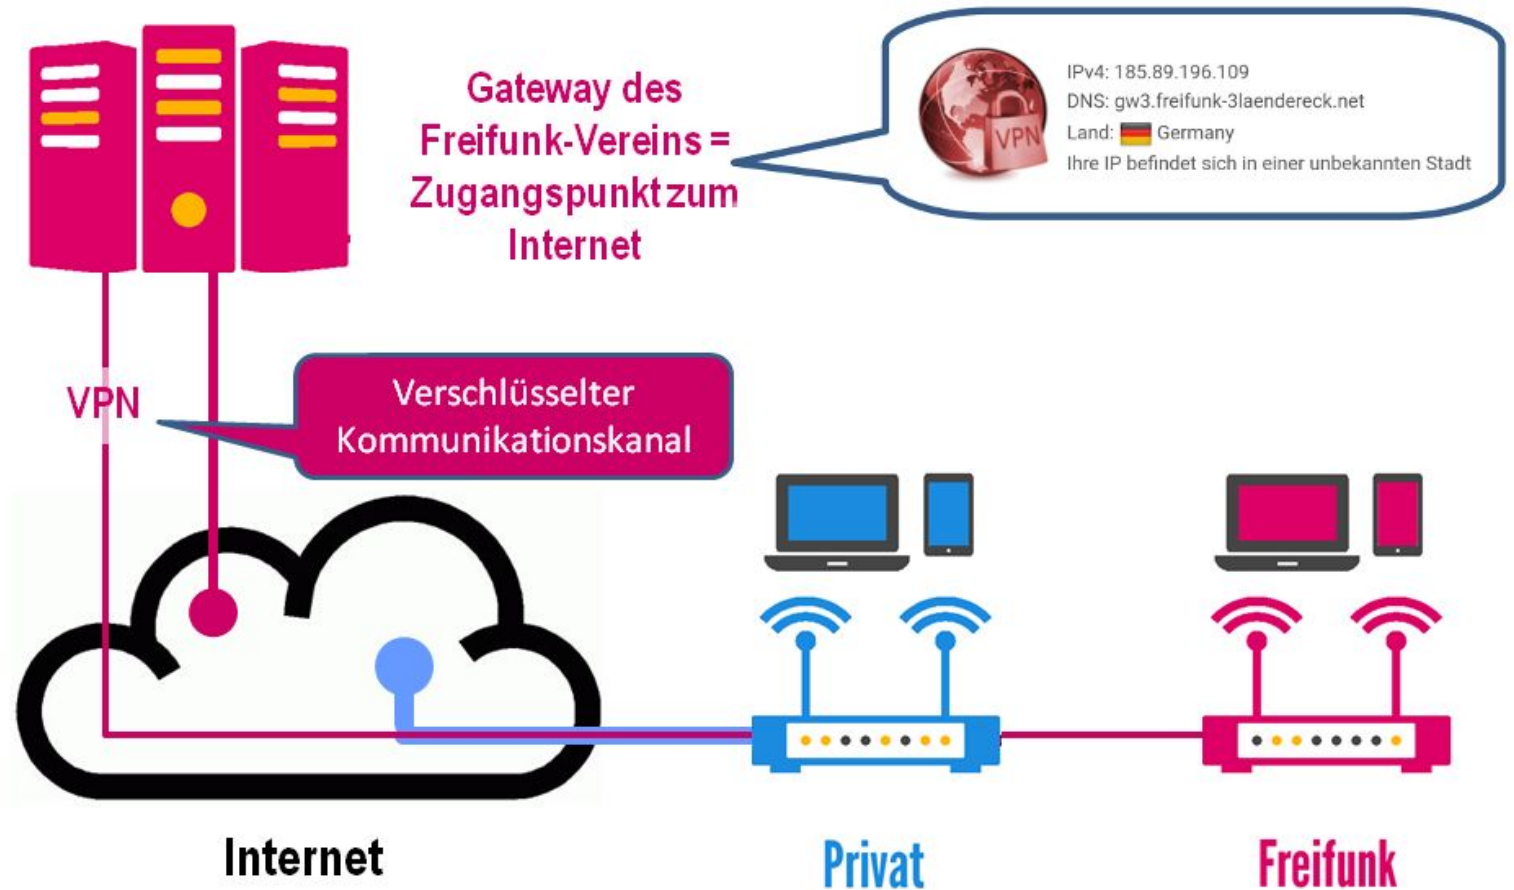 Gateway des
Freifunk-Vereins =
Zugangspunkt zum
Internet
VPN
IPv4: 185.89.196.109
DNS: gw3.freifunk-3laendereck.net
Land: Germany
Ihre IP befindet sich in einer unbekannten Stadt
VPN
Verschlüsselter
Kommunikationskanal
Internet
Privat
Freifunk